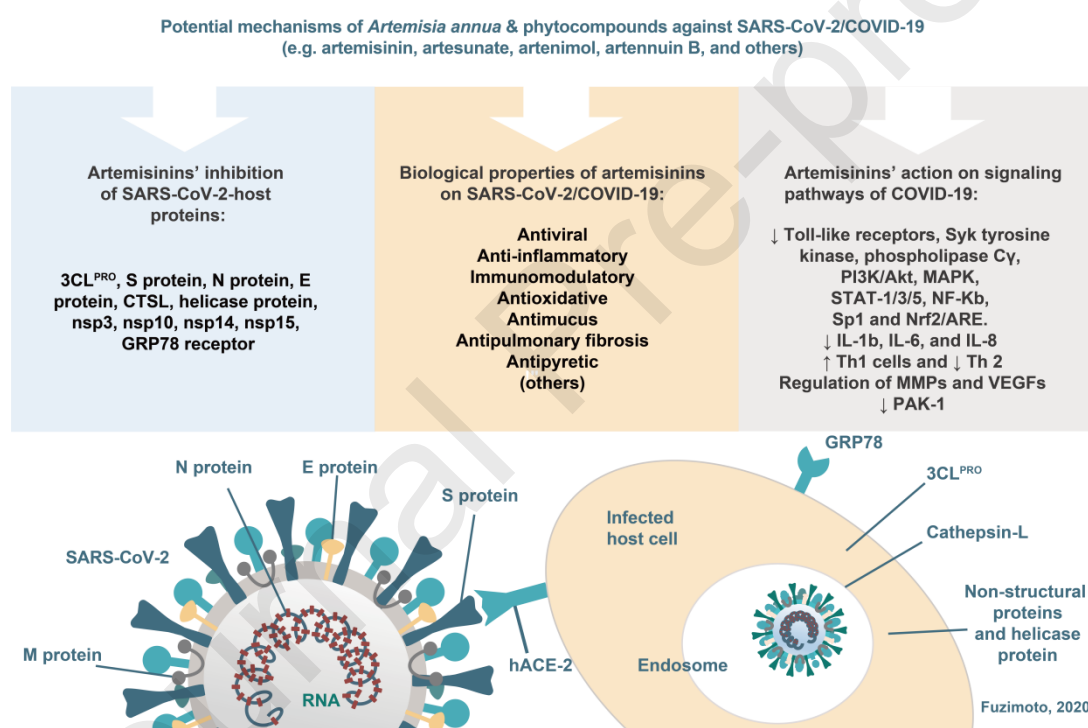 Potential mechanisms of Artemisia annua & phytocompounds against SARS-CoV-2/COVID-19
(e.g. artemisinin, artesunate, artenimol, artennuin B, and others)
Artemisinins' inhibition
of SARS-CoV-2-host
proteins:
3CLPRO, S protein, N protein, E
protein, CTSL, helicase protein,
nsp3, nsp10, nsp14, nsp15,
GRP78 receptor
Biological properties of artemisinins
on SARS-CoV-2/COVID-19:
Antiviral
Anti-inflammatory
Immunomodulatory
Antioxidative
Antimucus
Antipulmonary fibrosis
Antipyretic
(others)
Artemisinins' action on signaling
pathways of COVID-19:
↓ Toll-like receptors, Syk tyrosine
kinase, phospholipase Cγ,
PI3K/Akt, MAPK,
STAT-1/3/5, NF-Kb,
Sp1 and Nrf2/ARE.
↓ IL-1b, IL-6, and IL-8
↑ Th1 cells and ↓ Th 2
Regulation of MMPs and VEGFs
↓ PAK-1
N protein
E protein
S protein
SARS-CoV-2
M protein
RNA
hACE-2
GRP78
3CLPRO
Infected
host cell
Cathepsin-L
Non-structural
proteins
and helicase
protein
Endosome
Fuzimoto, 2020
nal Pre-p